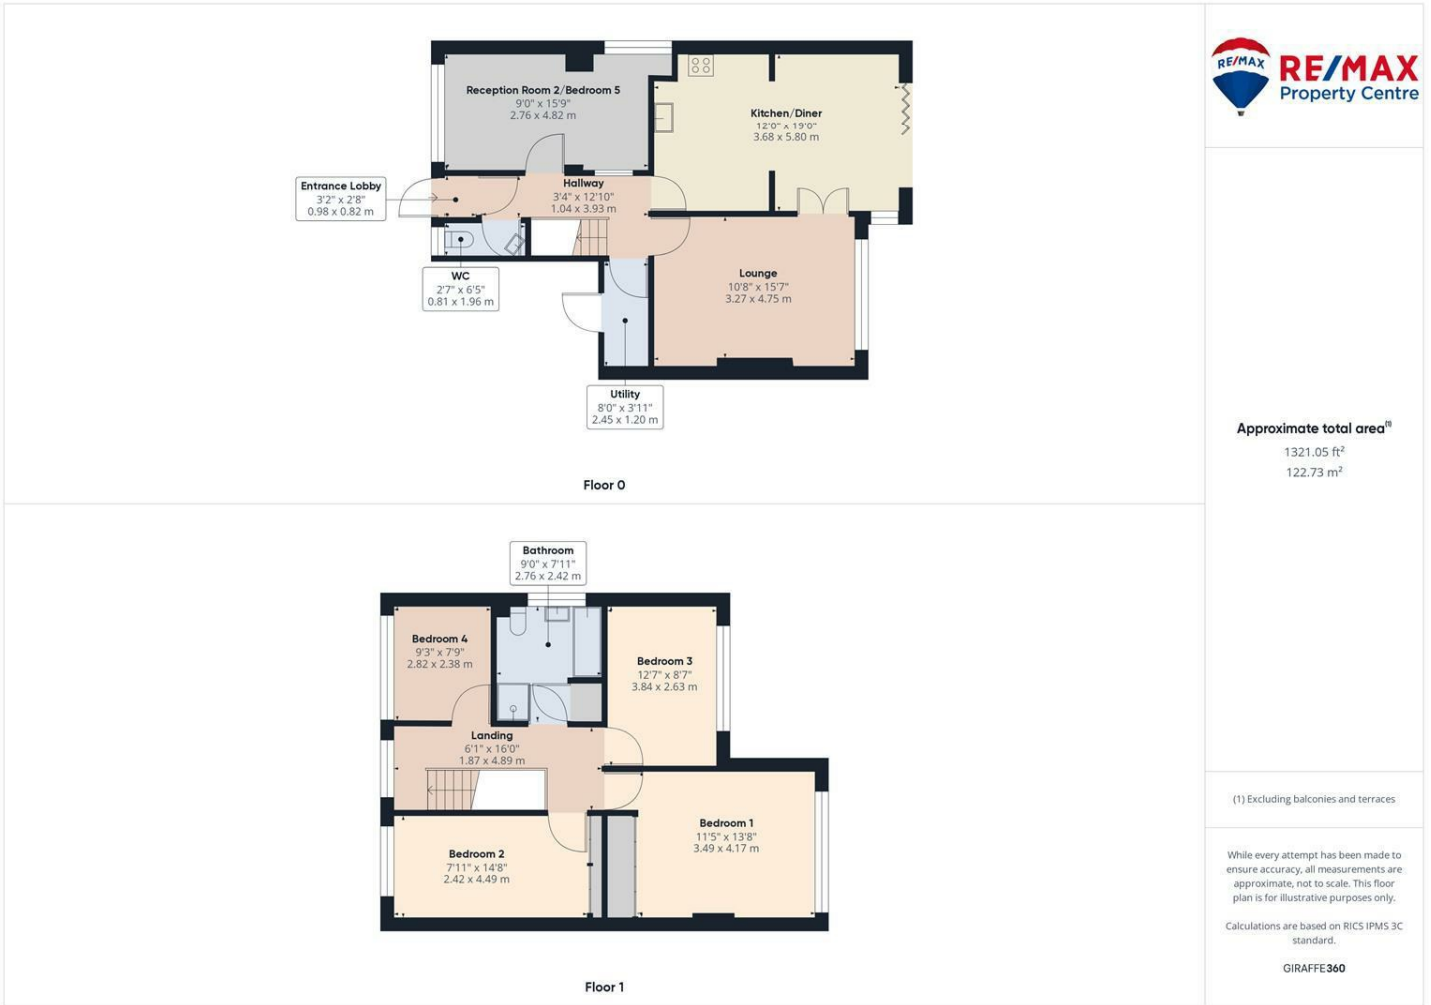 Reception Room 2/Bedroom 5
9'0" x 15'9"
2.76 x 4.82 m
Kitchen/Diner
12'0" x 19'0"
3.68 x 5.80 m
Entrance Lobby
3'2" x 2'8"
0.98 x 0.82 m
Hallway
3'4" x 12'10"
1.04 x 3.93 m
WC
2'7" x 6'5"
0.81 x 1.96 m
Lounge
10'8" x 15'7"
3.27 x 4.75 m
Utility
8'0" x 3'11"
2.45 x 1.20 m
Floor 0
Bathroom
9'0" x 7'11"
2.76 x 2.42 m
Bedroom 4
9'3" x 7'9"
2.82 x 2.38 m
Bedroom 3
12'7" x 8'7"
3.84 x 2.63 m
Landing
6'1" x 16'0"
1.87 x 4.89 m
Bedroom 2
7'11" x 14'8"
2.42 x 4.49 m
Bedroom 1
11'5" x 13'8"
3.49 x 4.17 m
Floor 1
RE/MAX
RE/MAX
Property Centre
Approximate total area(1)
1321.05 ft²
122.73 m²
(1) Excluding balconies and terraces
While every attempt has been made to
ensure accuracy, all measurements are
approximate, not to scale. This floor
plan is for illustrative purposes only.
Calculations are based on RICS IPMS 3C
standard.
GIRAFFE360